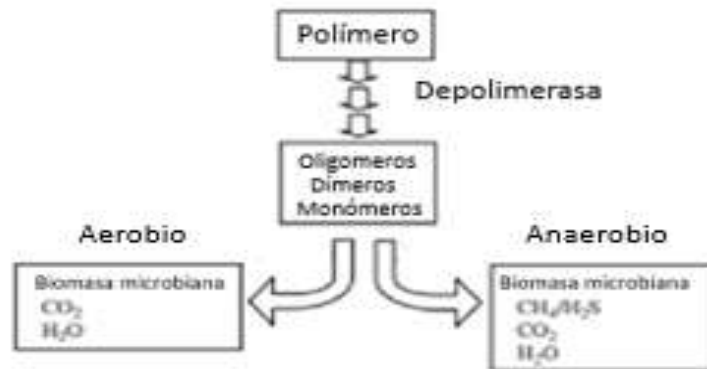 Polímero
Depolimerasa
Oligomeros
Dímeros
Monómeros
Aerobio
Anaerobio
Biomasa microbiana
CO₂
H₂O
Biomasa microbiana
CH₄/H₂S
CO₂
H₂O